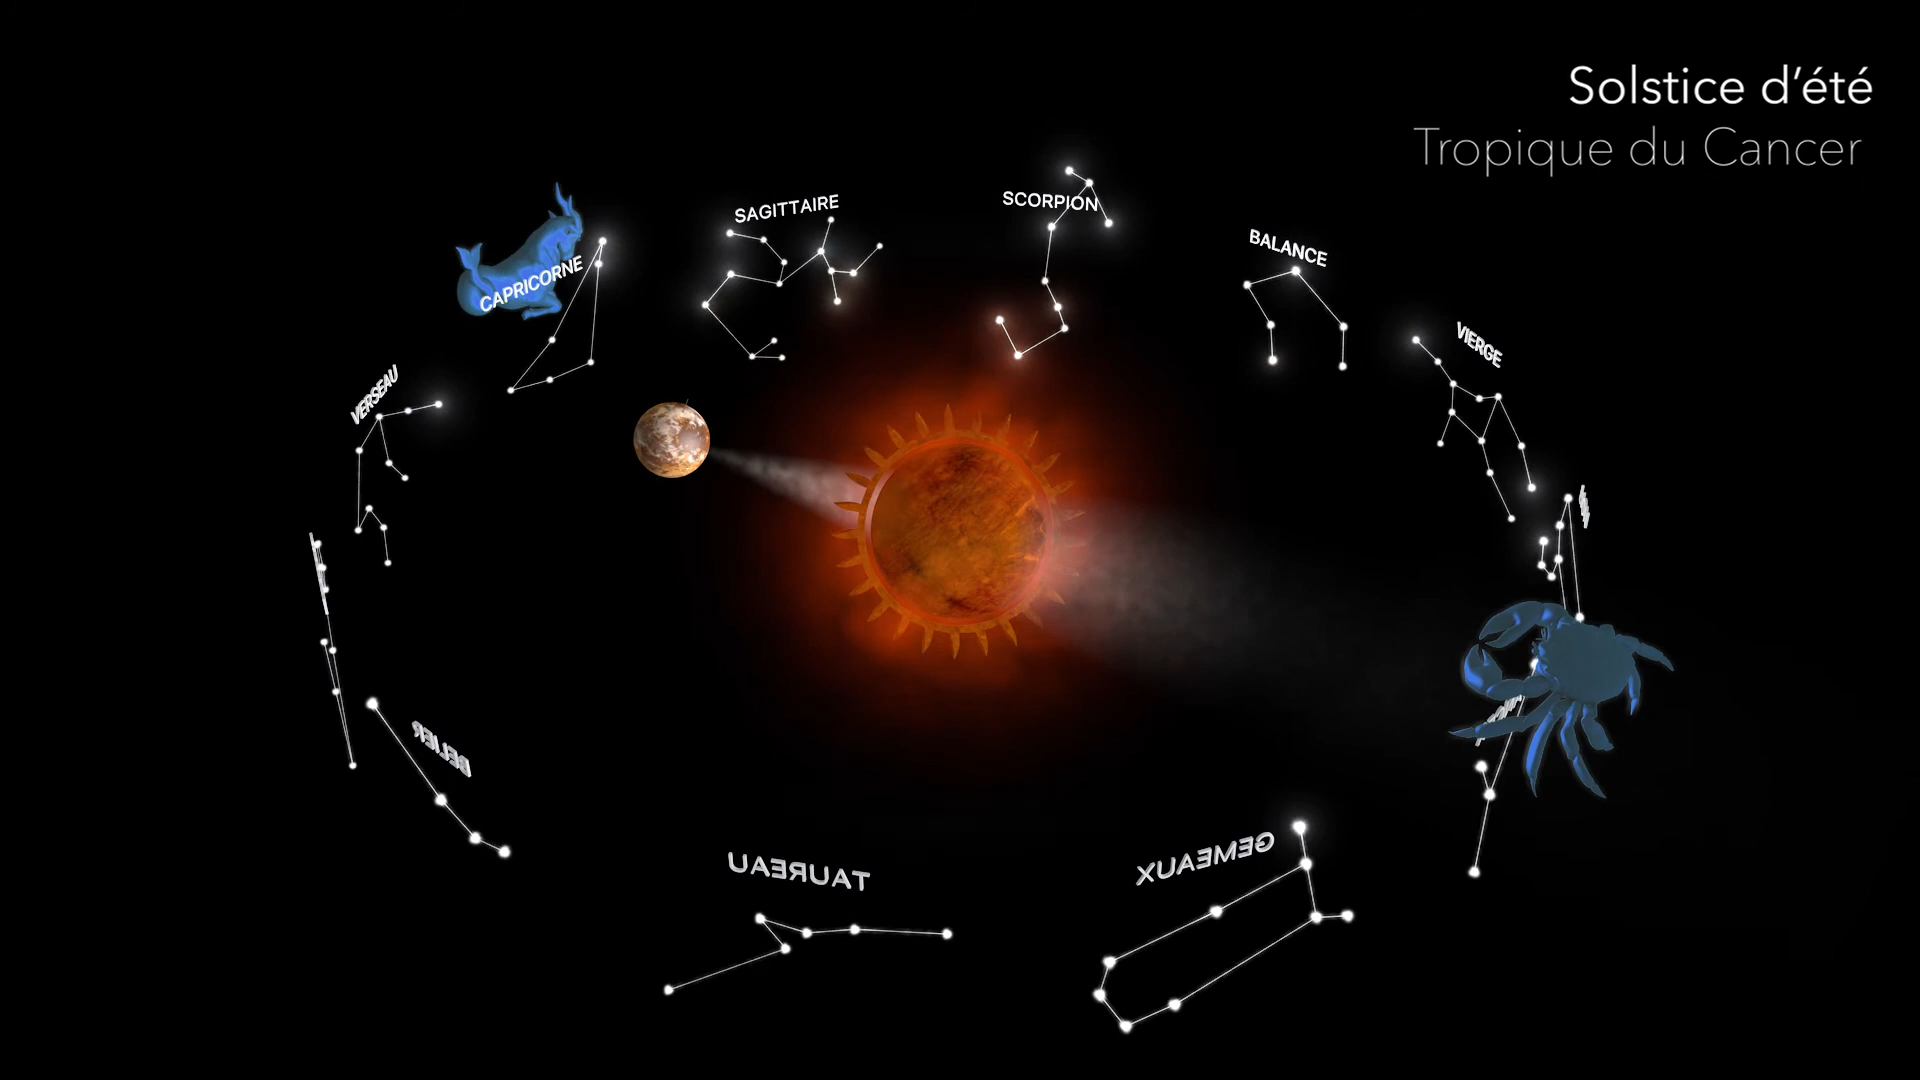 Solstice d'été
Tropique du Cancer
SAGITTAIRE
SCORPION
BALANCE
CAPRICORNE
VIERGE
VERSEAU
BELIER
TAUREAU
GEMEAUX